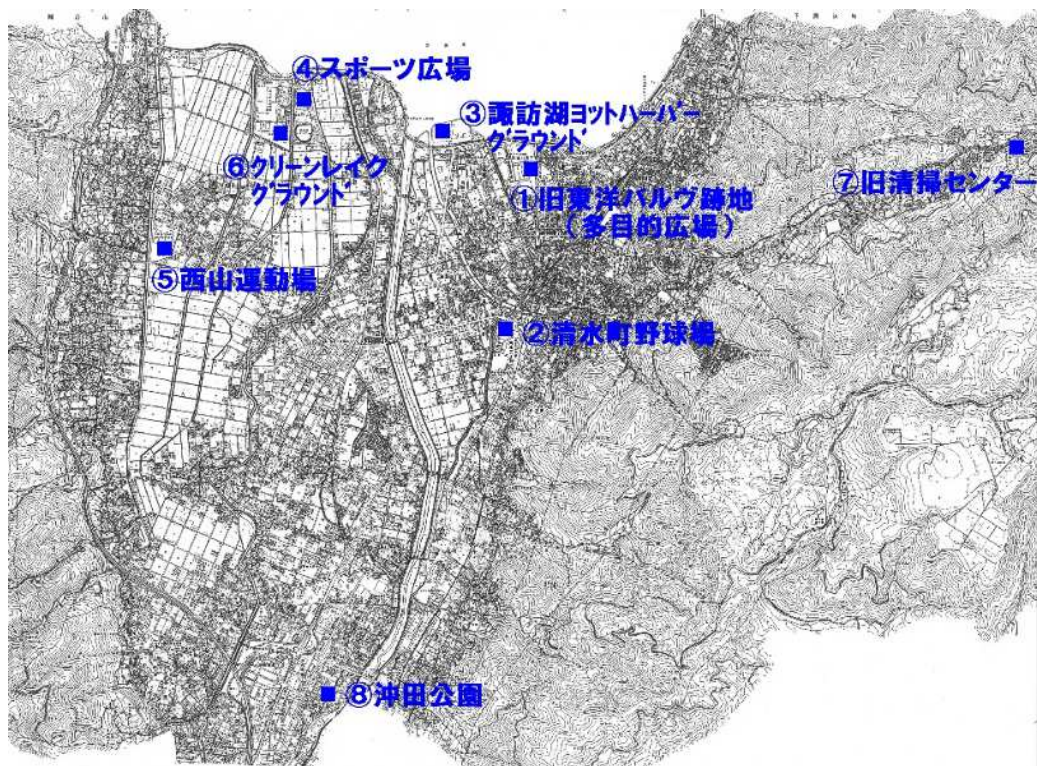 ④スポーツ広場
③諏訪湖ヨットハーバー
グラウンド
⑥クリーンレイク
グラウンド
①旧東洋バルヴ跡地
(多目的広場)
⑦旧清掃センター
⑤西山運動場
②清水町野球場
⑧沖田公園